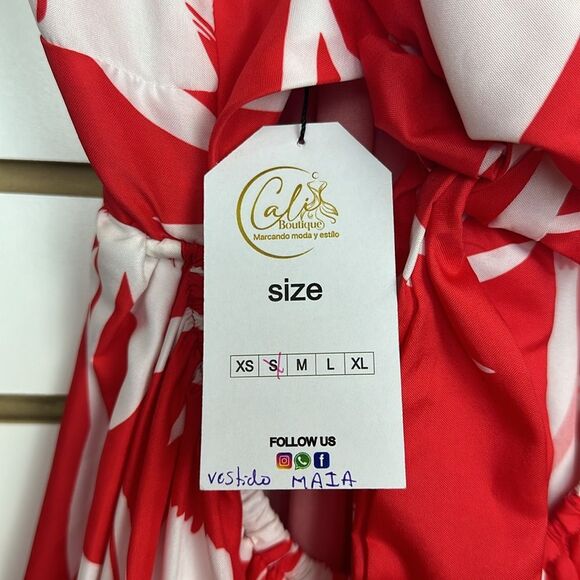 Cali
Boutique
Marcando moda y estilo
size
XS S M L XL
FOLLOW US
vestido MAIA